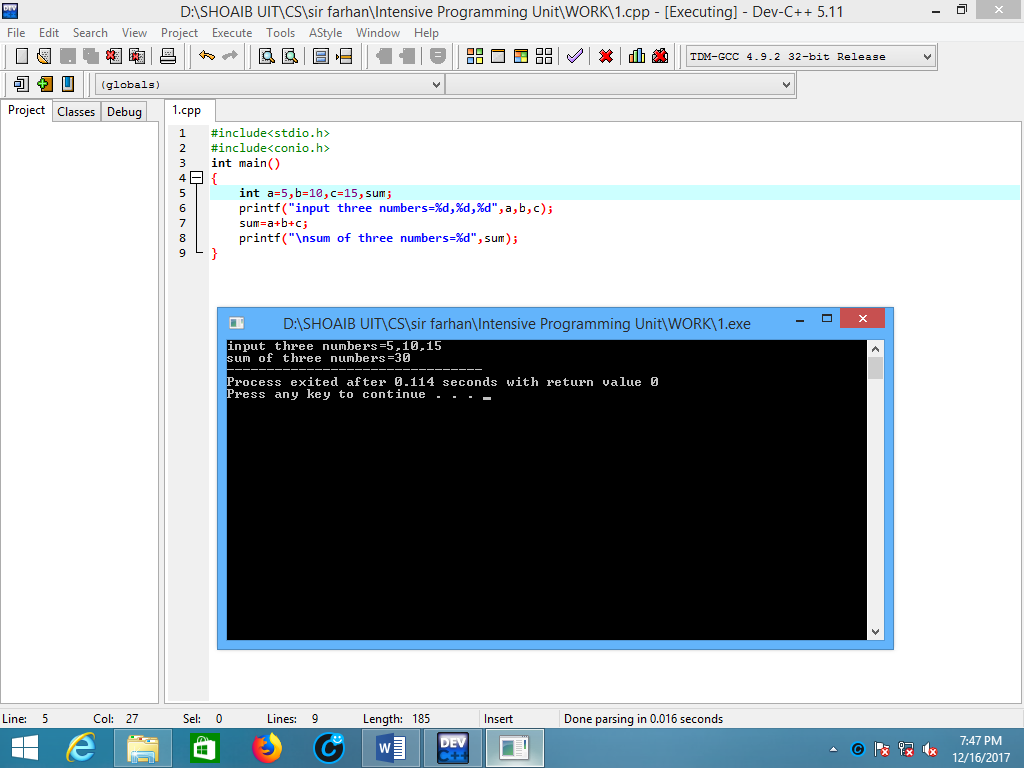 D:\SHOAIB UIT\CS\sir farhan\Intensive Programming Unit\WORK\1.cpp - [Executing] - Dev-C++ 5.11
File Edit Search View Project Execute Tools AStyle Window Help
TDM-GCC 4.9.2 32-bit Release
(globals)
Project Classes Debug 1.cpp
1 #include<stdio.h>
2 #include<conio.h>
3 int main()
4 {
5 int a=5,b=10,c=15,sum;
6 printf("input three numbers=%d,%d,%d",a,b,c);
7 sum=a+b+c;
8 printf("\nsum of three numbers=%d",sum);
9 }
D:\SHOAIB UIT\CS\sir farhan\Intensive Programming Unit\WORK\1.exe
input three numbers=5,10,15
sum of three numbers=30
--------------------------------
Process exited after 0.114 seconds with return value 0
Press any key to continue . . . _
Line: 5 Col: 27 Sel: 0 Lines: 9 Length: 185 Insert Done parsing in 0.016 seconds
DEV C++
7:47 PM
12/16/2017